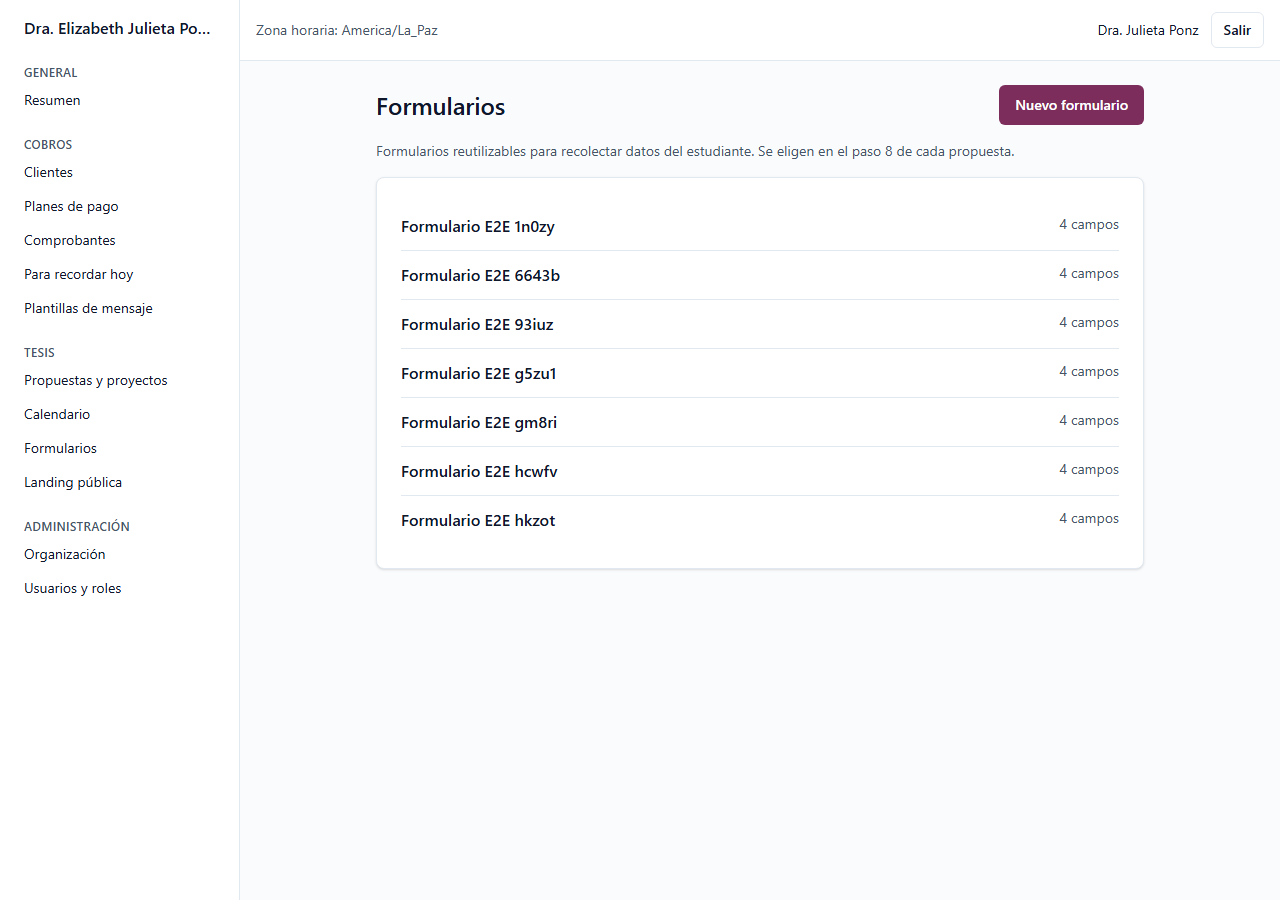 Dra. Elizabeth Julieta Po...
GENERAL
Resumen
COBROS
Clientes
Planes de pago
Comprobantes
Para recordar hoy
Plantillas de mensaje
TESIS
Propuestas y proyectos
Calendario
Formularios
Landing pública
ADMINISTRACIÓN
Organización
Usuarios y roles
Zona horaria: America/La_Paz
Dra. Julieta Ponz
Salir
Formularios
Nuevo formulario
Formularios reutilizables para recolectar datos del estudiante. Se eligen en el paso 8 de cada propuesta.
Formulario E2E 1n0zy 4 campos
Formulario E2E 6643b 4 campos
Formulario E2E 93iuz 4 campos
Formulario E2E g5zu1 4 campos
Formulario E2E gm8ri 4 campos
Formulario E2E hcwfv 4 campos
Formulario E2E hkzot 4 campos